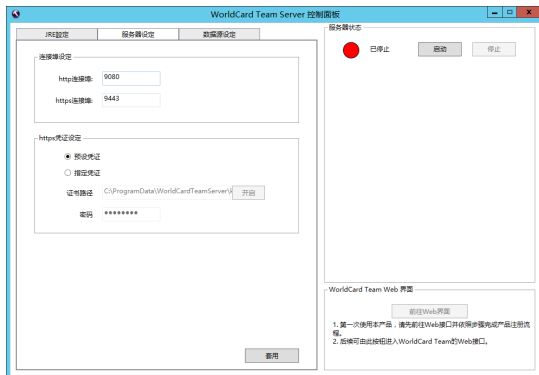 WorldCard Team Server 控制面板
JRE設定
服务器设定
数据源设定
连接埠设定
http连接埠:
9080
https连接埠:
9443
https凭证设定
预设凭证
指定凭证
证书路径
C:\ProgramData\WorldCardTeamServer\
开启
密码
套用
服务器状态
已停止
启动
停止
WorldCard Team Web 界面
前往Web界面
1. 第一次使用本产品，请先前往Web接口并依照步骤完成产品注册流
程。
2. 后续可由此按钮进入WorldCard Team的Web接口。